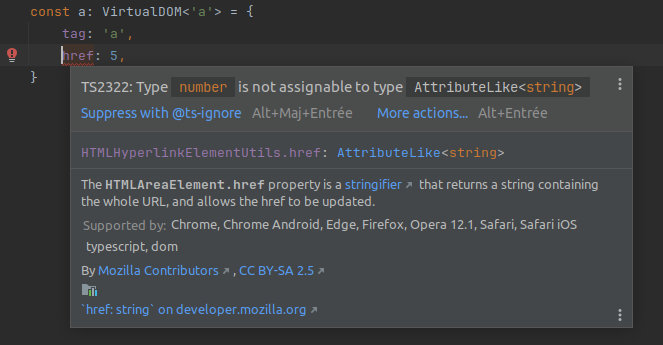 const a: VirtualDOM<'a'> = {
tag: 'a',
href: 5,
}
TS2322: Type number is not assignable to type AttributeLike<string>
Suppress with @ts-ignore Alt+Maj+Entrée More actions... Alt+Entrée
HTMLHyperlinkElementUtils.href: AttributeLike<string>
The HTMLAreaElement.href property is a stringifier that returns a string containing
the whole URL, and allows the href to be updated.
Supported by: Chrome, Chrome Android, Edge, Firefox, Opera 12.1, Safari, Safari iOS
typescript, dom
By Mozilla Contributors , CC BY-SA 2.5
`href: string` on developer.mozilla.org